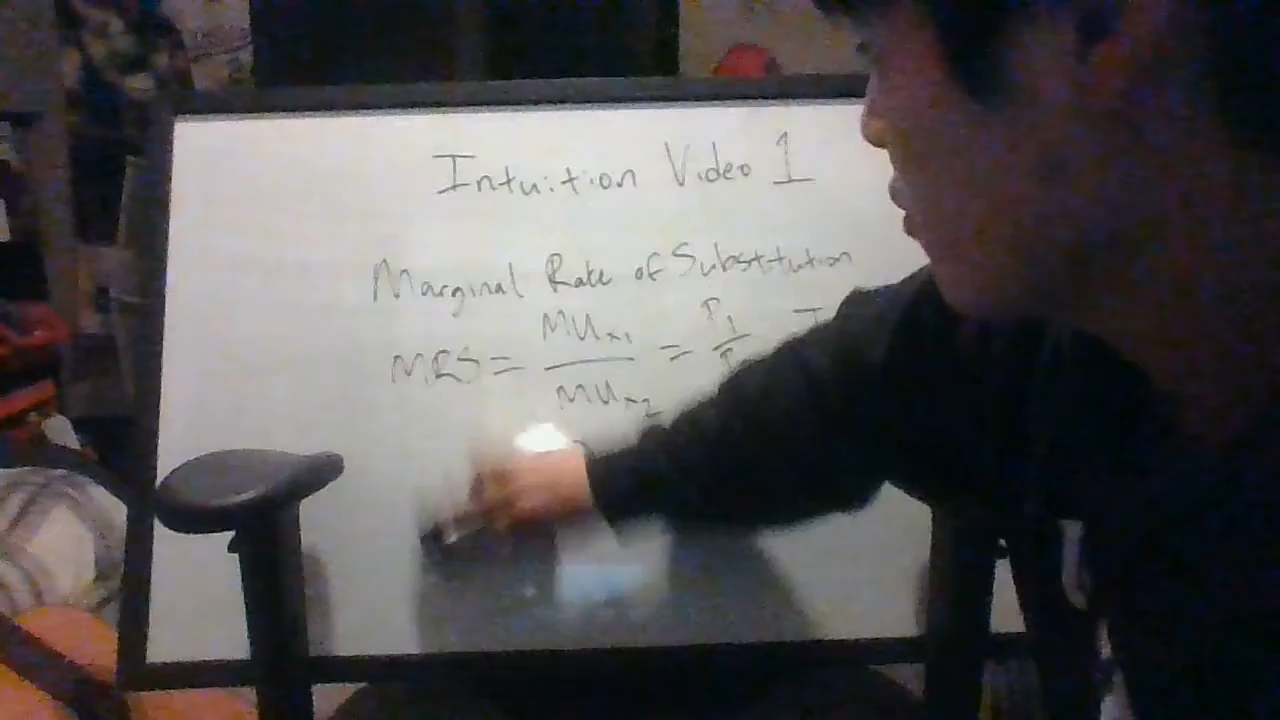 Intuition Video 1
Marginal Rate of Substitution
MRS = MUx1 / MUx2 = P1